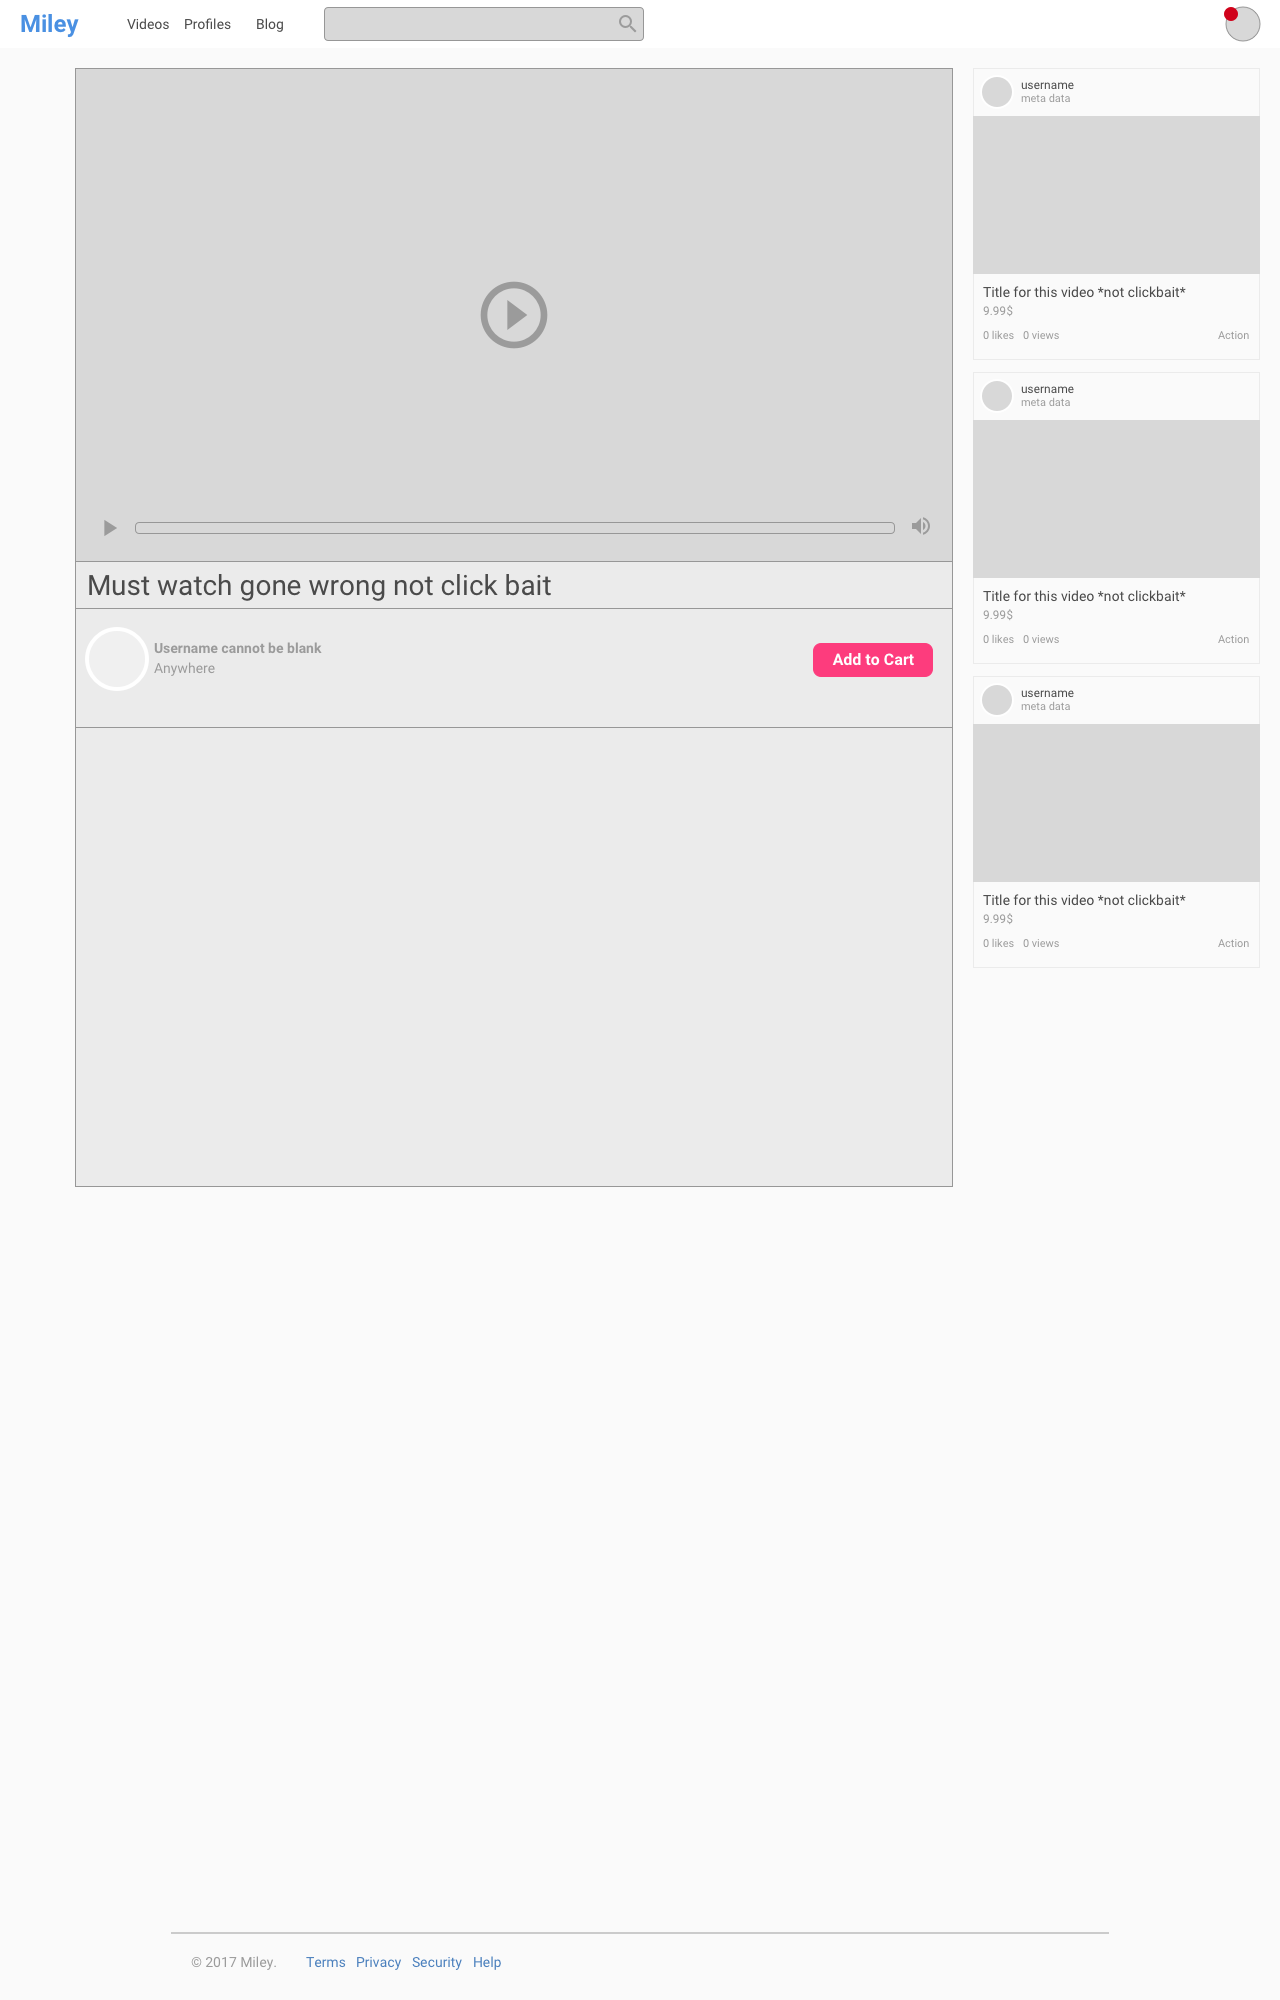 Miley Videos Profiles Blog
Must watch gone wrong not click bait
Username cannot be blank
Anywhere
Add to Cart
username
meta data
Title for this video *not clickbait*
9.99$
0 likes 0 views Action
username
meta data
Title for this video *not clickbait*
9.99$
0 likes 0 views Action
username
meta data
Title for this video *not clickbait*
9.99$
0 likes 0 views Action
© 2017 Miley. Terms Privacy Security Help